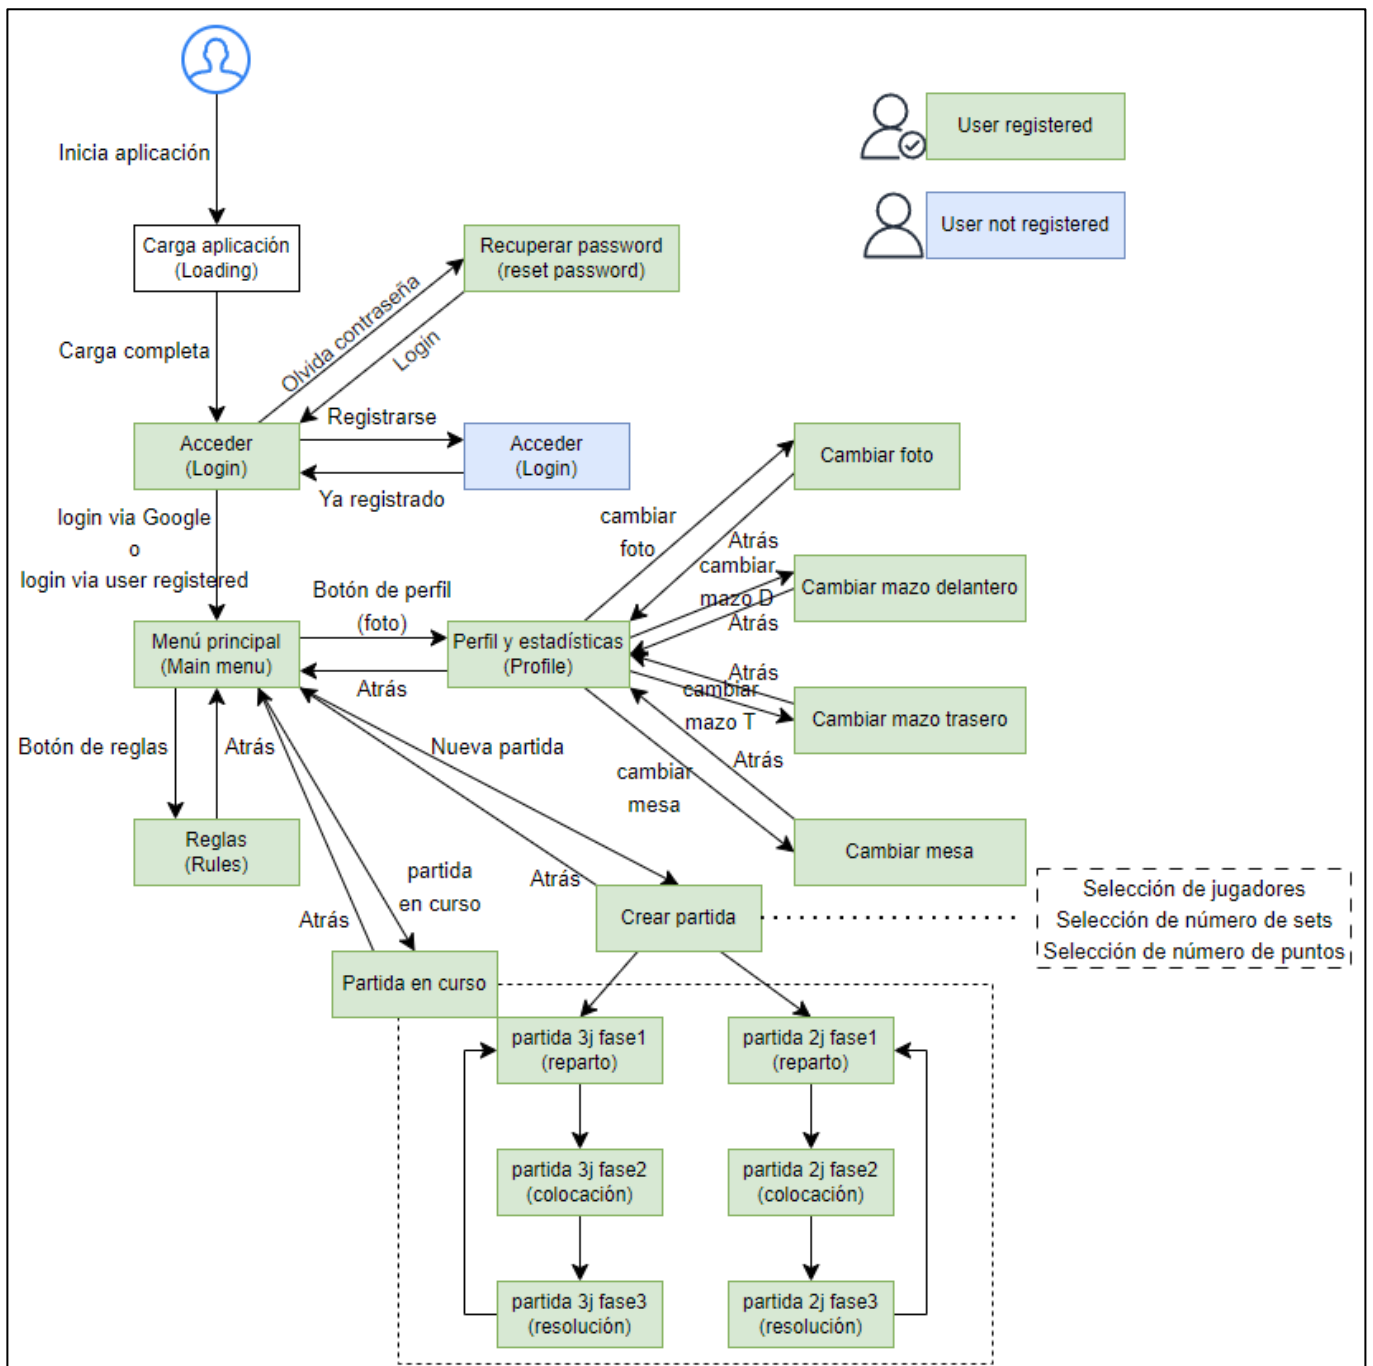 Inicia aplicación
User registered
User not registered
Carga aplicación
(Loading)
Recuperar password
(reset password)
Olvida contraseña
Login
Carga completa
Registrarse
Acceder
(Login)
Acceder
(Login)
Ya registrado
Cambiar foto
login via Google
o
login via user registered
cambiar
foto
Atrás
cambiar
mazo D
Atrás
Cambiar mazo delantero
Botón de perfil
(foto)
Menú principal
(Main menu)
Perfil y estadísticas
(Profile)
Atrás
Atrás
cambiar
mazo T
Cambiar mazo trasero
Botón de reglas
Atrás
Nueva partida
cambiar
mesa
Atrás
Reglas
(Rules)
Cambiar mesa
partida
en curso
Atrás
Atrás
Crear partida
Selección de jugadores
Selección de número de sets
Selección de número de puntos
Partida en curso
partida 3j fase1
(reparto)
partida 2j fase1
(reparto)
partida 3j fase2
(colocación)
partida 2j fase2
(colocación)
partida 3j fase3
(resolución)
partida 2j fase3
(resolución)